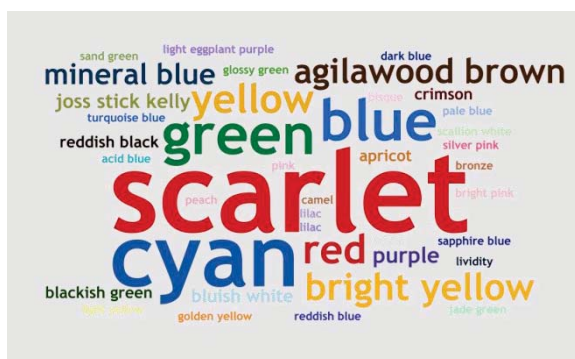 light eggplant purple
sand green
dark blue
mineral blue
glossy green
agilawood brown
joss stick kelly
yellow
bisque
crimson
turquoise blue
blue
pale blue
reddish black
green
scallion white
silver pink
acid blue
pink
apricot
bronze
scarlet
peach
camel
bright pink
lilac
lilac
cyan
red
purple
sapphire blue
lividity
blackish green
bluish white
bright yellow
golden yellow
reddish blue
jade green